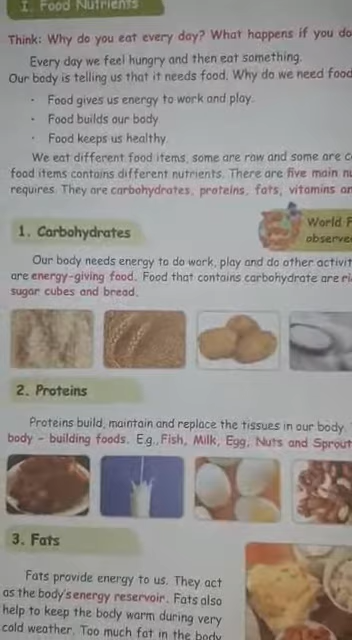 I. Food Nutrients
Think: Why do you eat every day? What happens if you do
Every day we feel hungry and then eat something.
Our body is telling us that it needs food. Why do we need food
· Food gives us energy to work and play.
· Food builds our body
· Food keeps us healthy.
We eat different food items, some are raw and some are c
food items contains different nutrients. There are five main nu
requires. They are carbohydrates, proteins, fats, vitamins an
World F
observe
1. Carbohydrates
Our body needs energy to do work, play and do other activit
are energy-giving food. Food that contains carbohydrate are ri
sugar cubes and bread.
2. Proteins
Proteins build, maintain and replace the tissues in our body.
body - building foods. E.g., Fish, Milk, Egg, Nuts and Sprout
3. Fats
Fats provide energy to us. They act
as the body's energy reservoir. Fats also
help to keep the body warm during very
cold weather. Too much fat in the body